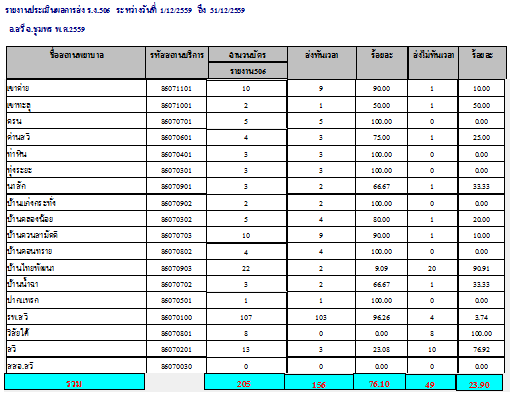 รายงานประเมินผลการส่ง ร.ง.506 ระหว่างวันที่ 1/12/2559 ถึง 31/12/2559
อ.สวี จ.ชุมพร พ.ศ.2559
ชื่อสถานพยาบาล รหัสสถานบริการ จำนวนบัตร ส่งทันเวลา ร้อยละ ส่งไม่ทันเวลา ร้อยละ
รายงาน506
เขาค่าย 86071101 10 9 90.00 1 10.00
เขาทะลุ 86071001 2 1 50.00 1 50.00
ครน 86070701 5 5 100.00 0 0.00
ด่านสวี 86070601 4 3 75.00 1 25.00
ท่าหิน 86070401 3 3 100.00 0 0.00
ทุ่งระยะ 86070301 3 3 100.00 0 0.00
นาสัก 86070901 3 2 66.67 1 33.33
บ้านแก่งกระทั่ง 86070902 2 2 100.00 0 0.00
บ้านคลองน้อย 86070302 5 4 80.00 1 20.00
บ้านควนสามัคคี 86070703 10 9 90.00 1 10.00
บ้านดอนทราย 86070802 4 4 100.00 0 0.00
บ้านไทยพัฒนา 86070903 22 2 9.09 20 90.91
บ้านน้ำฉา 86070702 3 2 66.67 1 33.33
ปากแพรก 86070501 1 1 100.00 0 0.00
รพ.สวี 86070100 107 103 96.26 4 3.74
วิสัยใต้ 86070801 8 0 0.00 8 100.00
สวี 86070201 13 3 23.08 10 76.92
สสอ.สวี 86070030 0 0 0.00 0 0.00
รวม 205 156 76.10 49 23.90